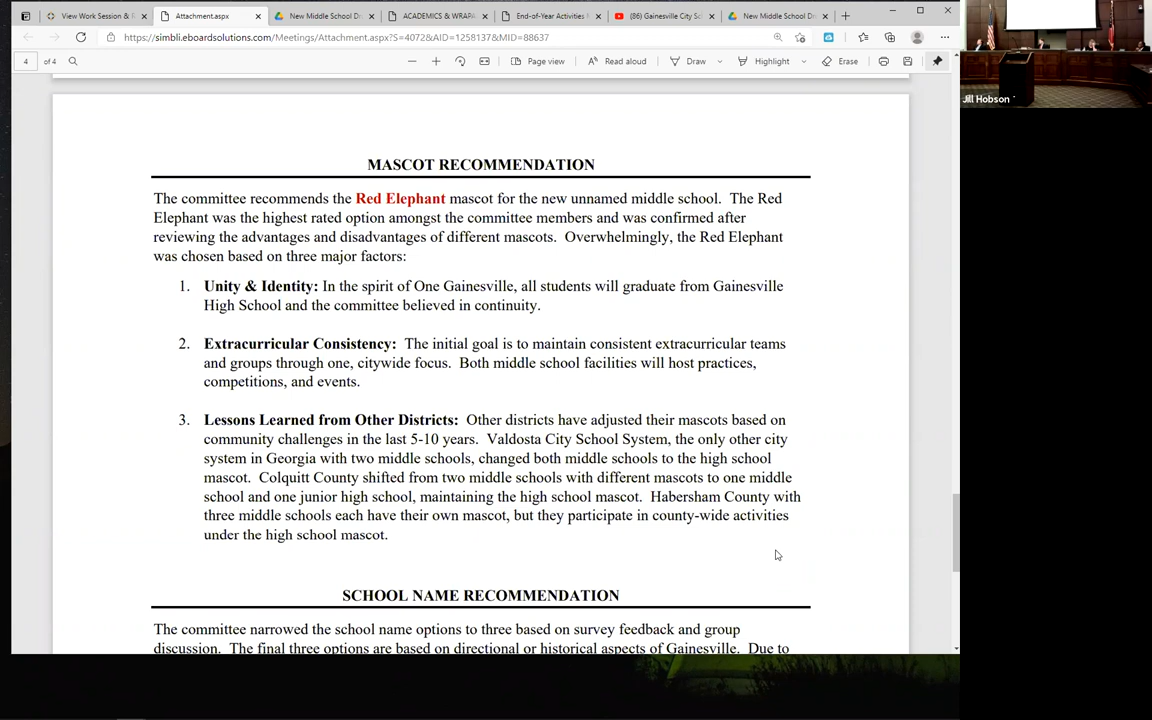 View Work Session &
Attachment.aspx
New Middle School D
ACADEMICS & WRAP
End-of-Year Activities
(86) Gainesville City Sc
New Middle School D
https://simbli.eboardsolutions.com/Meetings/Attachment.aspx?S=4072&AID=1258137&MID=88637
4 of 4
Page view
Read aloud
Draw
Highlight
Erase
Jill Hobson
MASCOT RECOMMENDATION
The committee recommends the Red Elephant mascot for the new unnamed middle school. The Red
Elephant was the highest rated option amongst the committee members and was confirmed after
reviewing the advantages and disadvantages of different mascots. Overwhelmingly, the Red Elephant
was chosen based on three major factors:
1. Unity & Identity: In the spirit of One Gainesville, all students will graduate from Gainesville
High School and the committee believed in continuity.
2. Extracurricular Consistency: The initial goal is to maintain consistent extracurricular teams
and groups through one, citywide focus. Both middle school facilities will host practices,
competitions, and events.
3. Lessons Learned from Other Districts: Other districts have adjusted their mascots based on
community challenges in the last 5-10 years. Valdosta City School System, the only other city
system in Georgia with two middle schools, changed both middle schools to the high school
mascot. Colquitt County shifted from two middle schools with different mascots to one middle
school and one junior high school, maintaining the high school mascot. Habersham County with
three middle schools each have their own mascot, but they participate in county-wide activities
under the high school mascot.
SCHOOL NAME RECOMMENDATION
The committee narrowed the school name options to three based on survey feedback and group
discussion. The final three options are based on directional or historical aspects of Gainesville. Due to